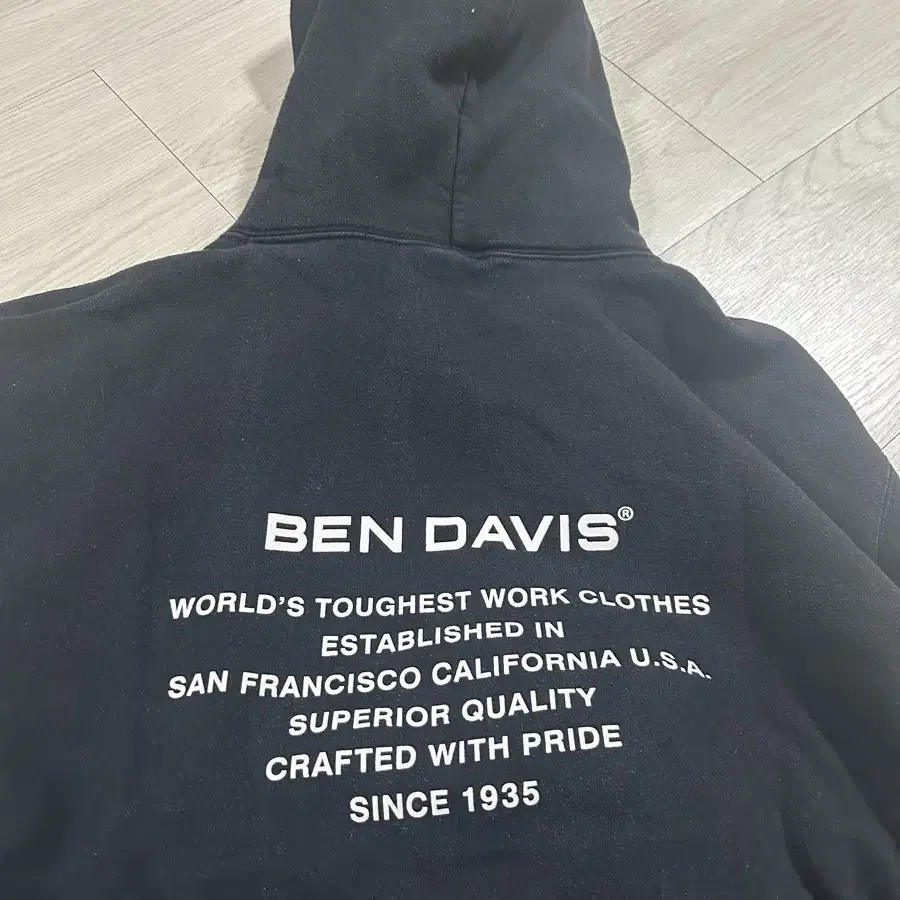 BEN DAVIS®
WORLD'S TOUGHEST WORK CLOTHES
ESTABLISHED IN
SAN FRANCISCO CALIFORNIA U.S.A.
SUPERIOR QUALITY
CRAFTED WITH PRIDE
SINCE 1935